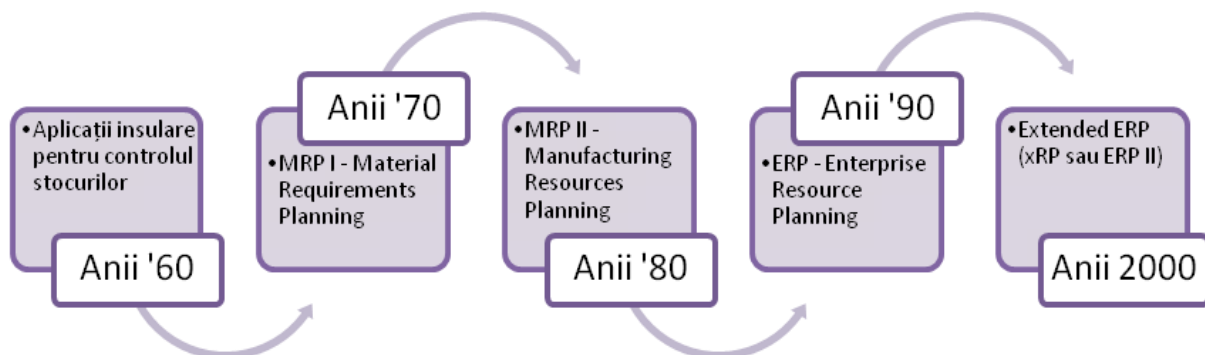 •Aplicații insulare
pentru controlul
stocurilor
Anii '60
Anii '70
•MRP I - Material
Requirements
Planning
•MRP II -
Manufacturing
Resources
Planning
Anii '80
Anii '90
•ERP - Enterprise
Resource
Planning
•Extended ERP
(xRP sau ERP II)
Anii 2000